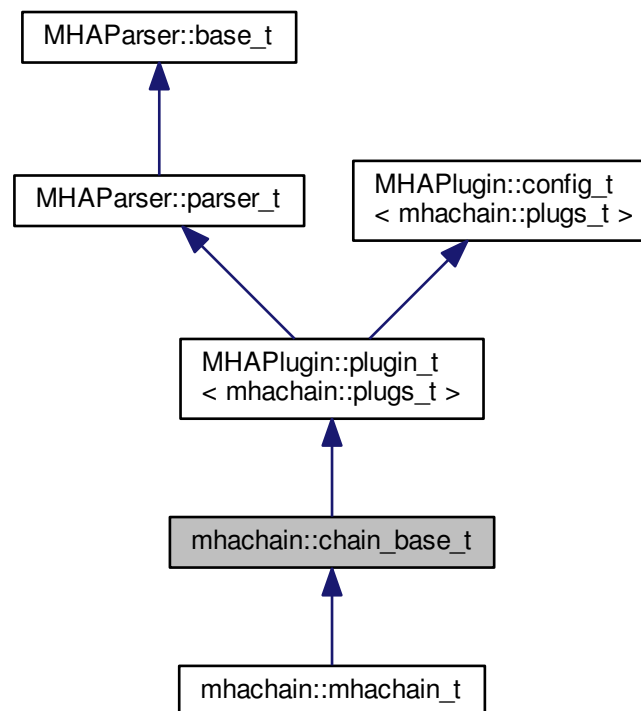 MHAParser::base_t
MHAParser::parser_t
MHAPlugin::config_t
< mhachain::plugs_t >
MHAPlugin::plugin_t
< mhachain::plugs_t >
mhachain::chain_base_t
mhachain::mhachain_t